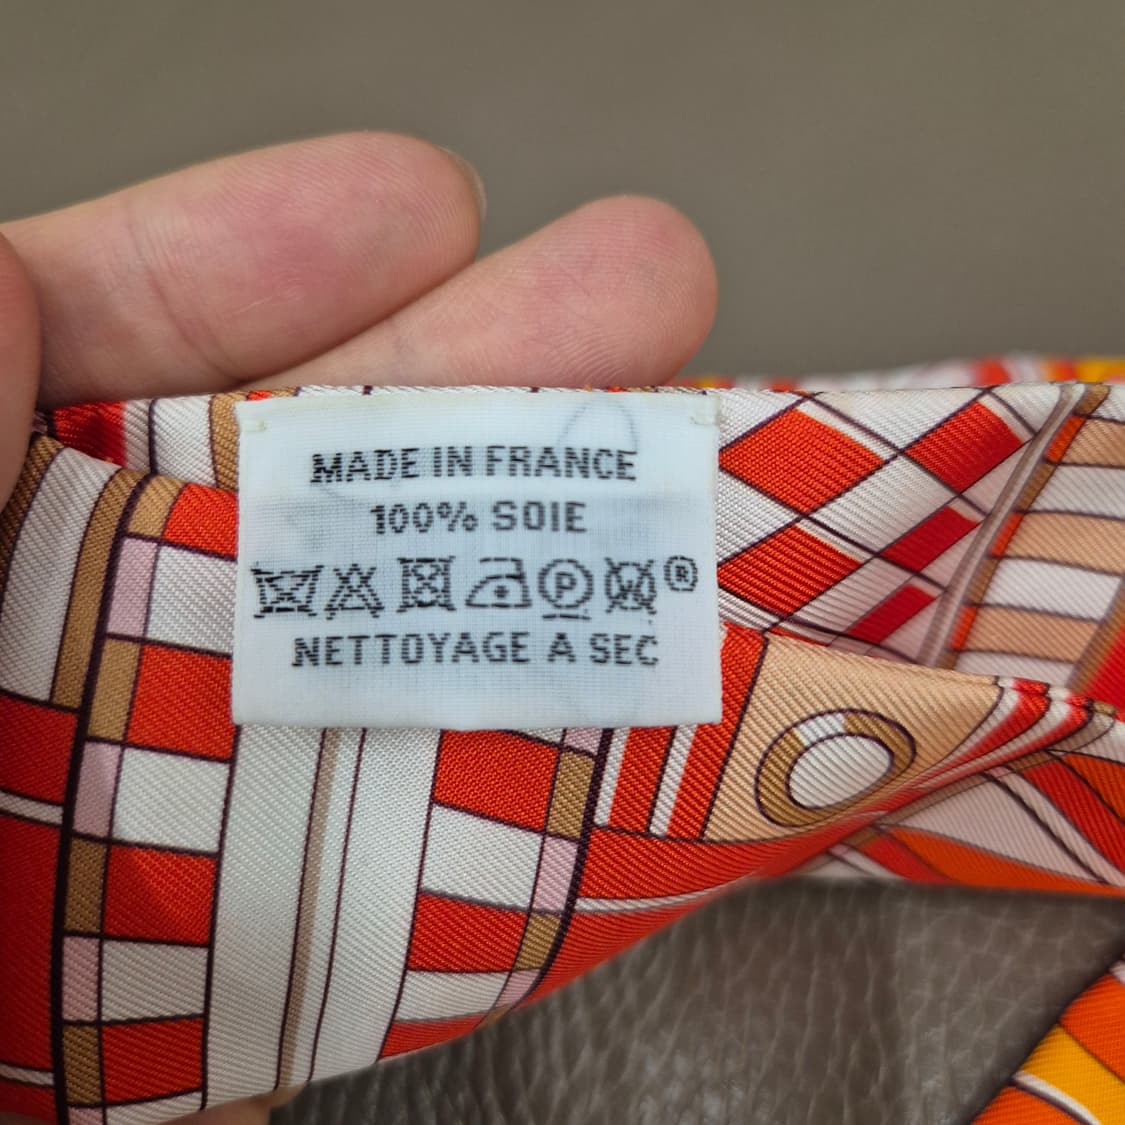 MADE IN FRANCE
100% SOIE
P W ®
NETTOYAGE A SEC